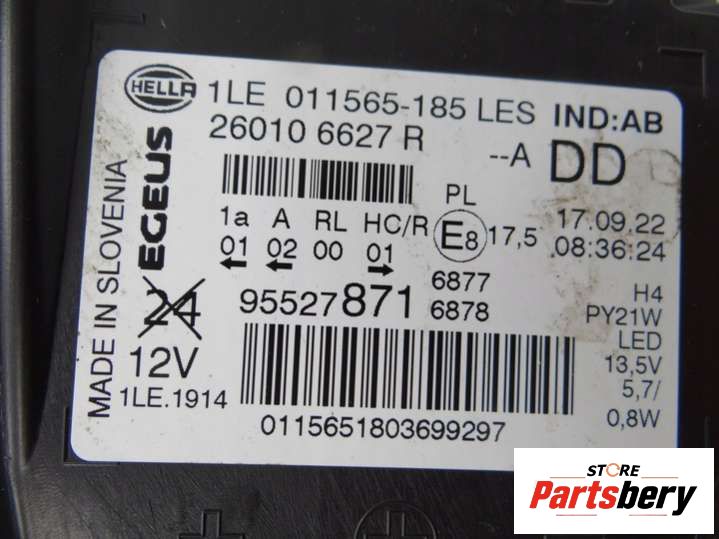 HELLA
1LE 011565-185 LES IND:AB
260106627R --A DD
EGEUS
MADE IN SLOVENIA
PL
1a A RL HC/R
01 02 00 01
E8 17,5
17.09.22
08:36:24
24
12V
1LE.1914
95527871
6877
6878
H4
PY21W
LED
13,5V
5,7/
0,8W
0115651803699297
STORE
Partsbery